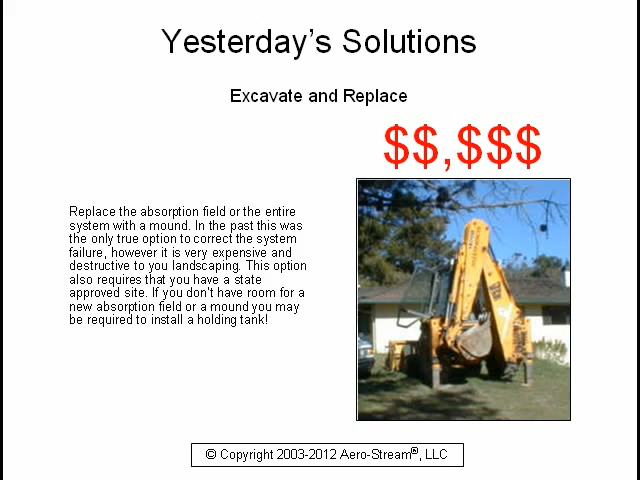 Yesterday's Solutions
Excavate and Replace
$$,$$$
Replace the absorption field or the entire
system with a mound. In the past this was
the only true option to correct the system
failure, however it is very expensive and
destructive to you landscaping. This option
also requires that you have a state
approved site. If you don't have room for a
new absorption field or a mound you may
be required to install a holding tank!
© Copyright 2003-2012 Aero-Stream®, LLC